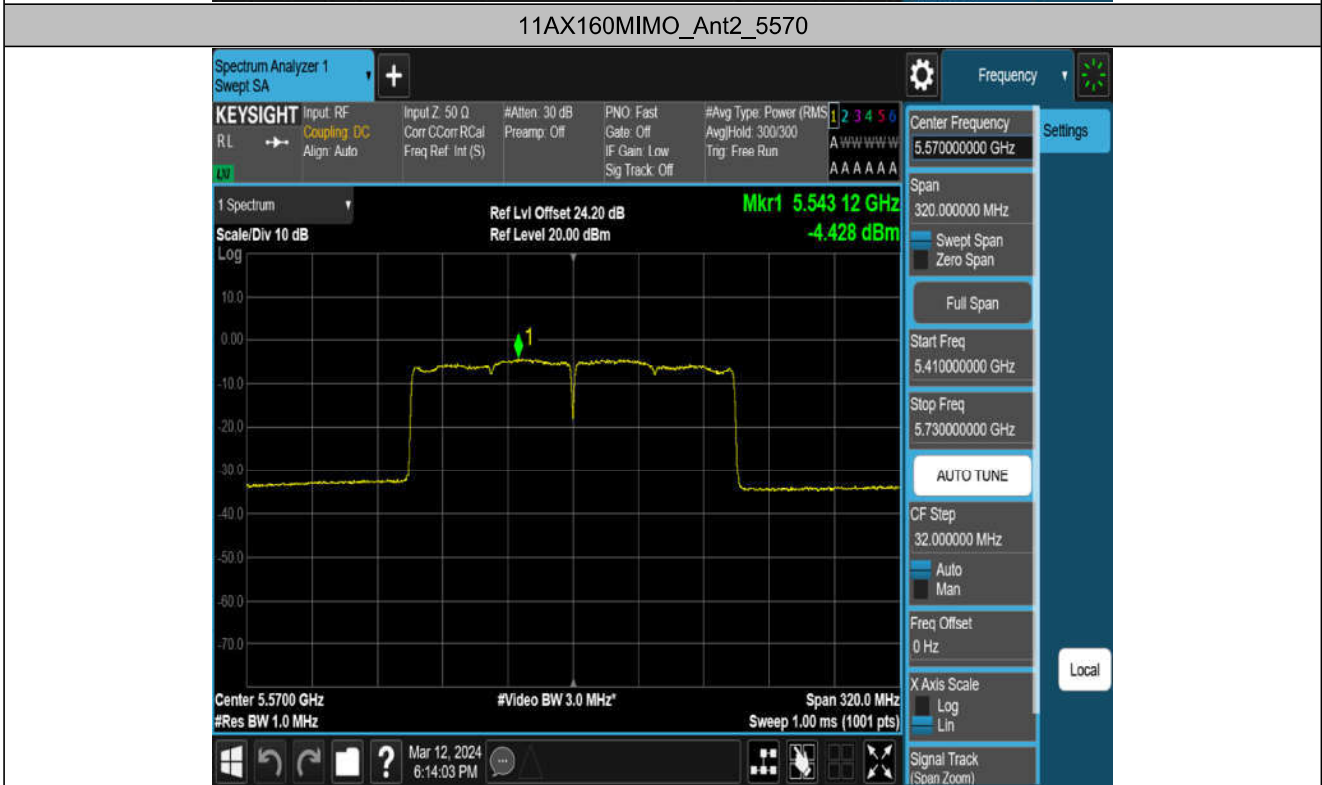 11AX160MIMO_Ant2_5570
Spectrum Analyzer 1
Swept SA
+
Frequency
KEYSIGHT
RL
LXI
Input: RF
Coupling: DC
Align: Auto
Input Z: 50 Ω
Corr CCorr RCal
Freq Ref: Int (S)
#Atten: 30 dB
Preamp: Off
PNO: Fast
Gate: Off
IF Gain: Low
Sig Track: Off
#Avg Type: Power (RMS
Avg|Hold: 300/300
Trig: Free Run
1 2 3 4 5 6
A W W W W W
A A A A A A
1 Spectrum
Scale/Div 10 dB
Log
Ref Lvl Offset 24.20 dB
Ref Level 20.00 dBm
Mkr1 5.543 12 GHz
-4.428 dBm
10.0
0.00
-10.0
-20.0
-30.0
-40.0
-50.0
-60.0
-70.0
1
Center 5.5700 GHz
#Res BW 1.0 MHz
#Video BW 3.0 MHz*
Span 320.0 MHz
Sweep 1.00 ms (1001 pts)
Center Frequency
5.570000000 GHz
Settings
Span
320.000000 MHz
Swept Span
Zero Span
Full Span
Start Freq
5.410000000 GHz
Stop Freq
5.730000000 GHz
AUTO TUNE
CF Step
32.000000 MHz
Auto
Man
Freq Offset
0 Hz
X Axis Scale
Log
Lin
Local
Signal Track
(Span Zoom)
?
Mar 12, 2024
6:14:03 PM